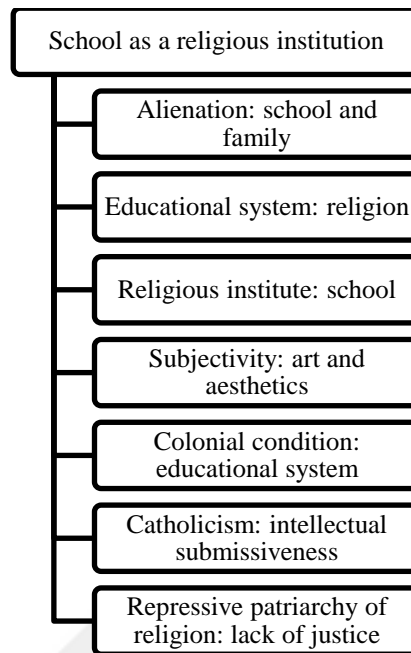 School as a religious institution
Alienation: school and
family
Educational system: religion
Religious institute: school
Subjectivity: art and
aesthetics
Colonial condition:
educational system
Catholicism: intellectual
submissiveness
Repressive patriarchy of
religion: lack of justice